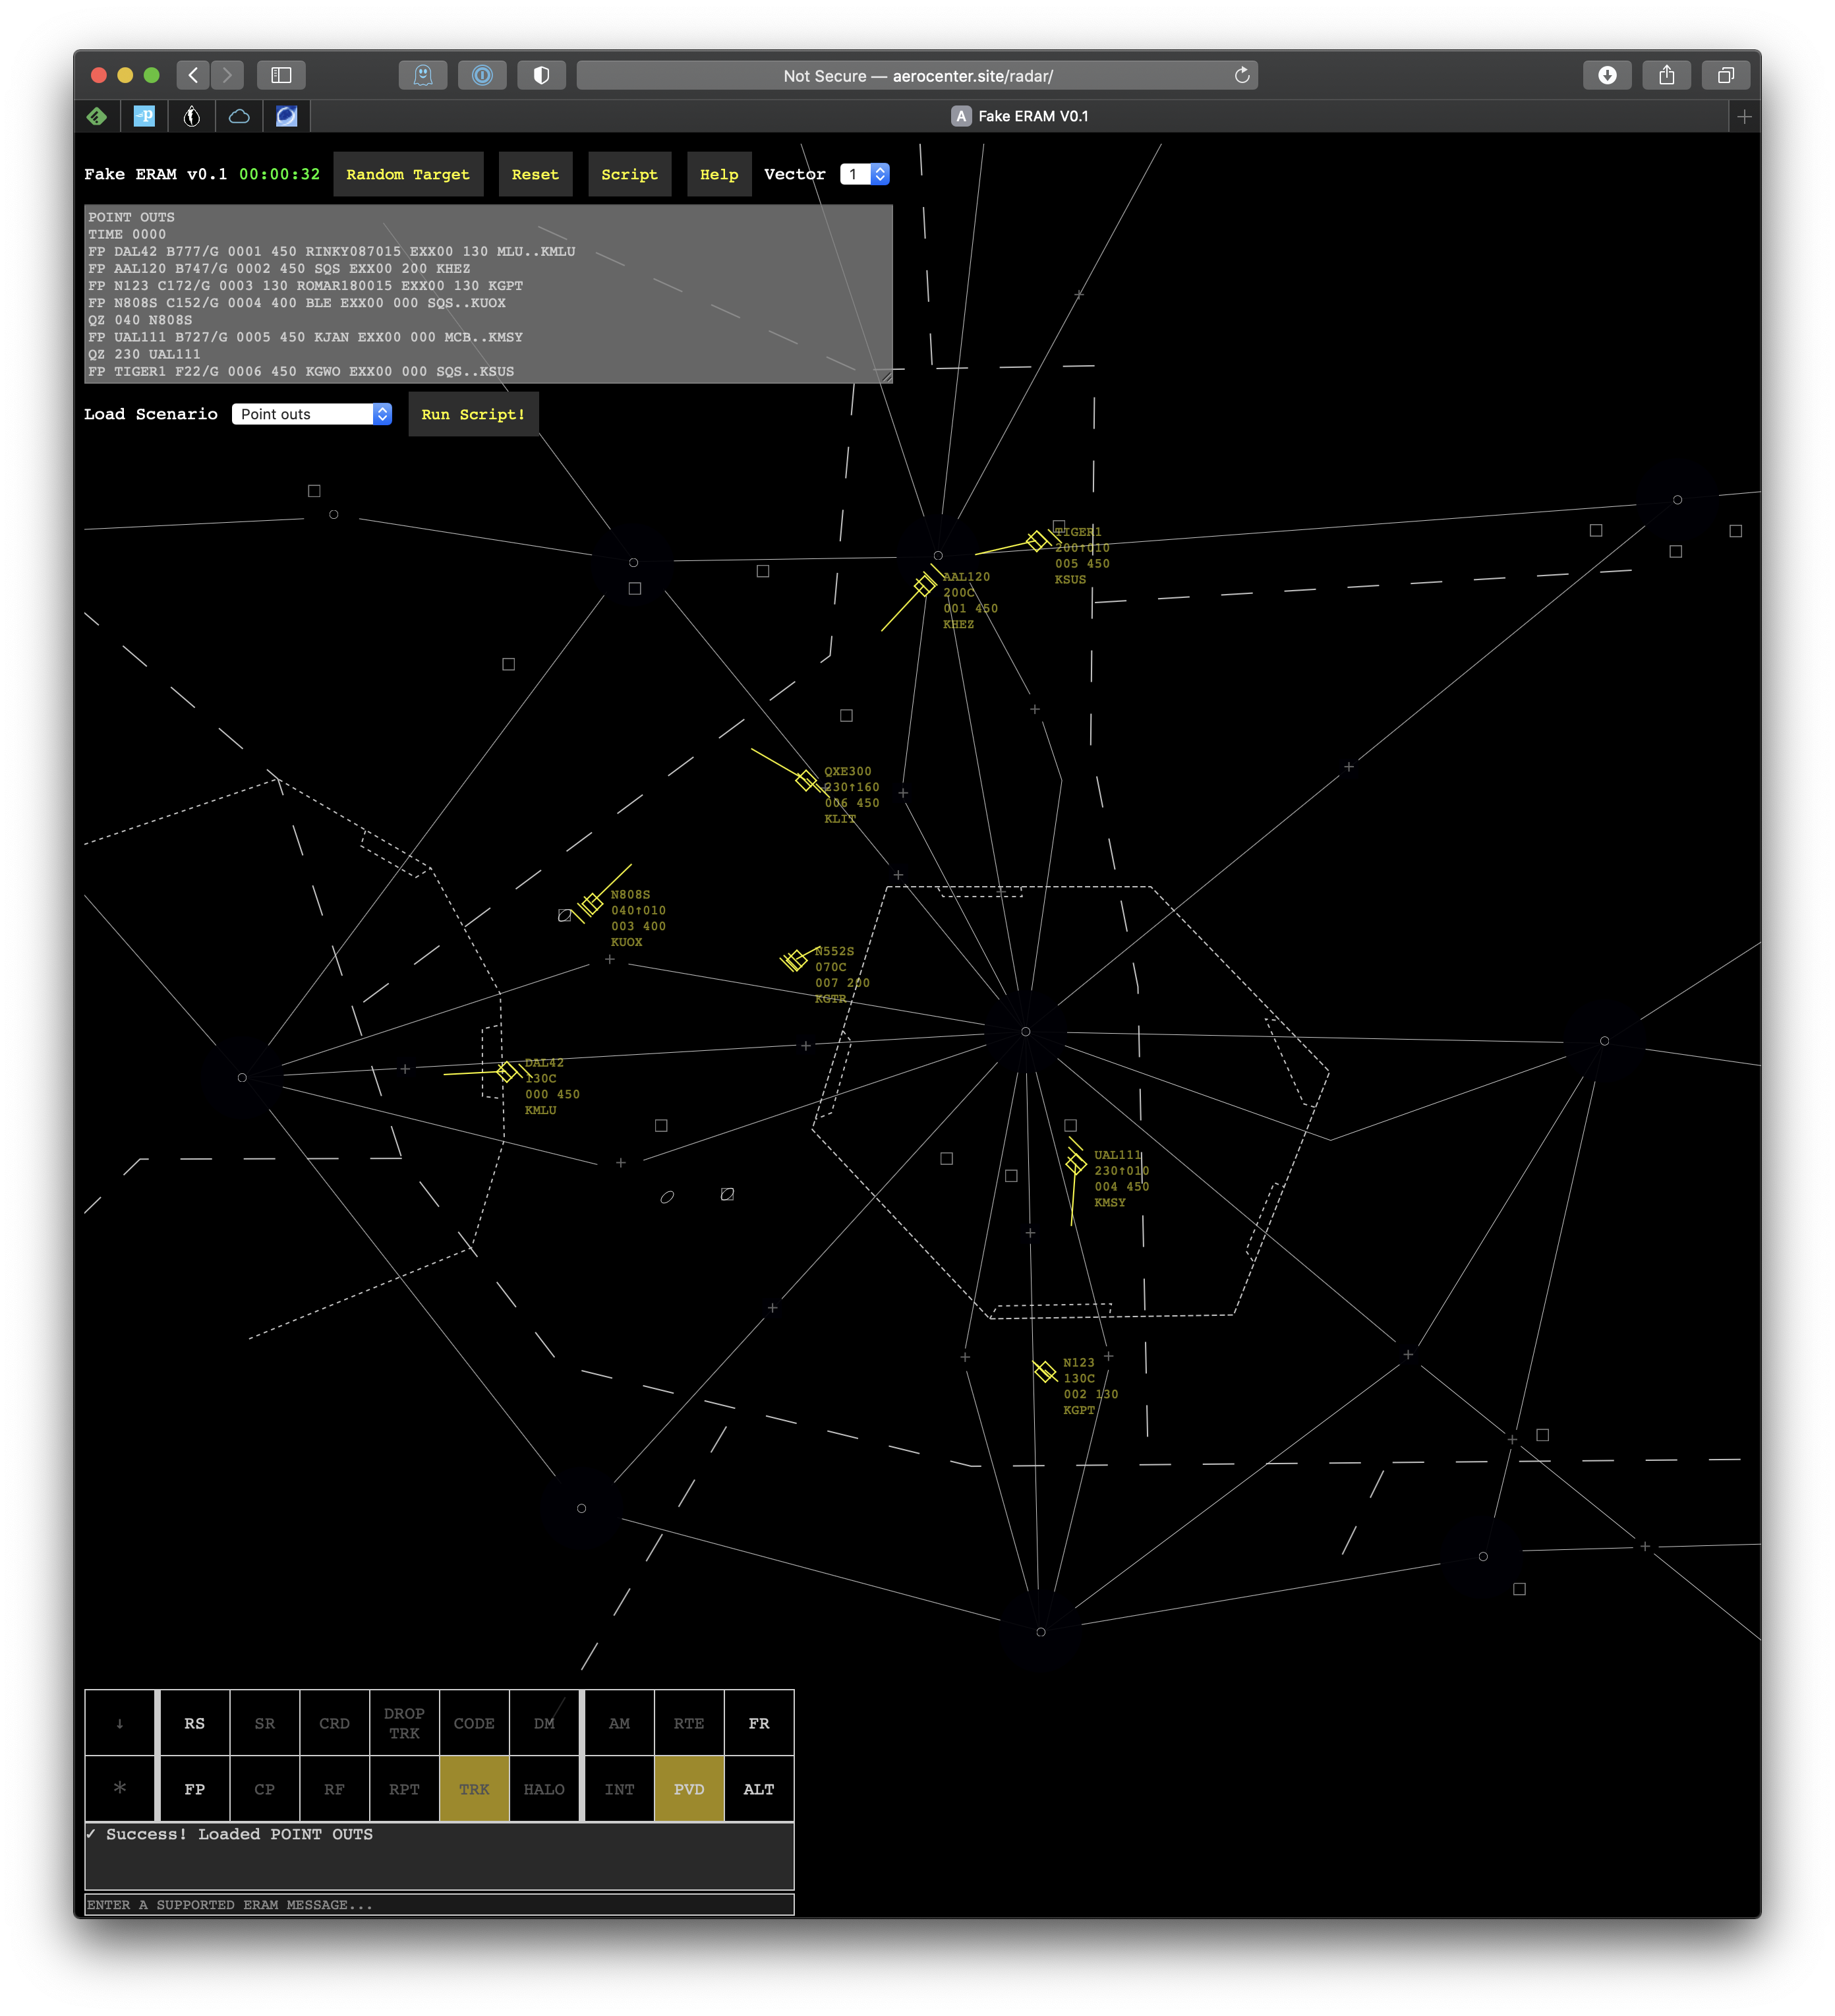 Not Secure — aerocenter.site/radar/
A Fake ERAM V0.1
Fake ERAM v0.1 00:00:32 Random Target Reset Script Help Vector 1
POINT OUTS
TIME 0000
FP DAL42 B777/G 0001 450 RINKY087015 EXX00 130 MLU..KMLU
FP AAL120 B747/G 0002 450 SQS EXX00 200 KHEZ
FP N123 C172/G 0003 130 ROMAR180015 EXX00 130 KGPT
FP N808S C152/G 0004 400 BLE EXX00 000 SQS..KUOX
QZ 040 N808S
FP UAL111 B727/G 0005 450 KJAN EXX00 000 MCB..KMSY
QZ 230 UAL111
FP TIGER1 F22/G 0006 450 KGWO EXX00 000 SQS..KSUS
Load Scenario Point outs Run Script!
TIGER1
200↑010
005 450
KSUS
AAL120
200C
001 450
KHEZ
QXE300
230↑160
006 450
KLIT
N808S
040↑010
003 400
KUOX
N552S
070C
007 200
KGTR
DAL42
130C
000 450
KMLU
UAL111
230↑010
004 450
KMSY
N123
130C
002 130
KGPT
↓ RS SR CRD DROP TRK CODE DM AM RTE FR
* FP CP RF RPT TRK HALO INT PVD ALT
✓ Success! Loaded POINT OUTS
ENTER A SUPPORTED ERAM MESSAGE...